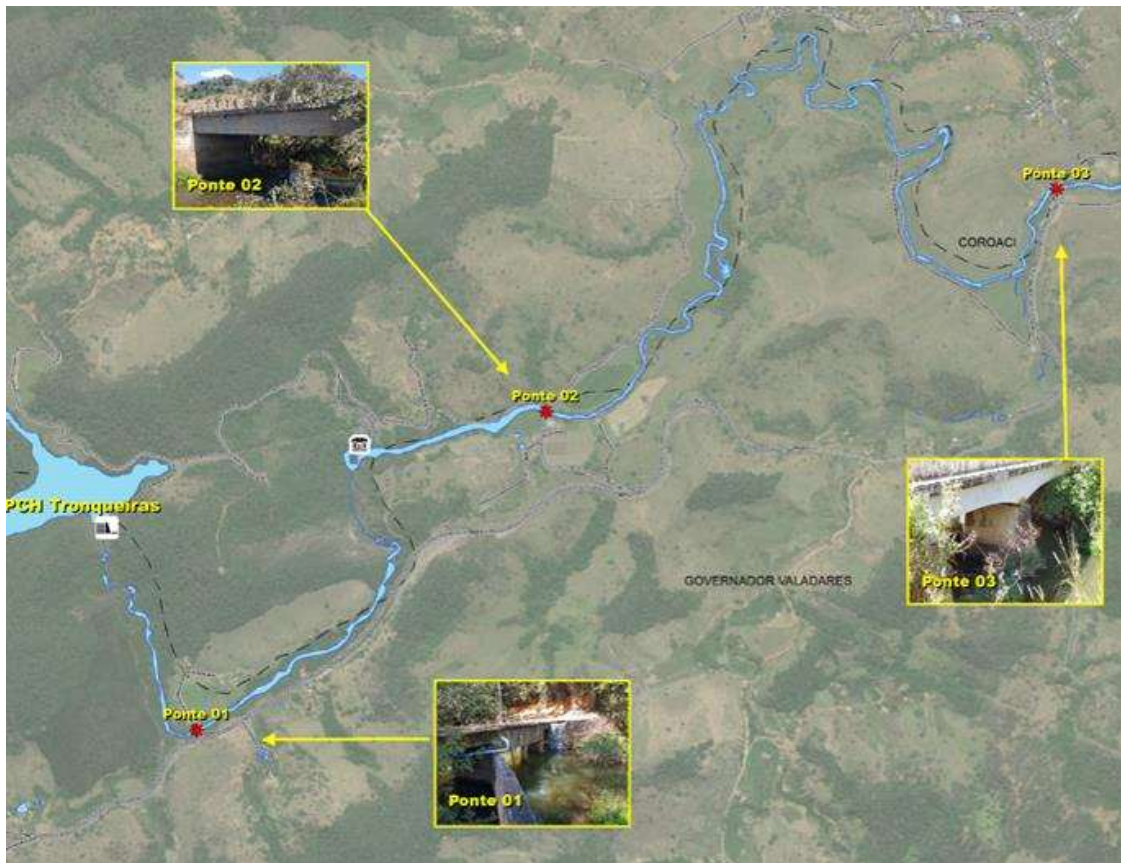 Ponte 02
Ponte 03
COROACI
Ponte 02
PCH Tronqueiras
GOVERNADOR VALADARES
Ponte 03
Ponte 01
Ponte 01